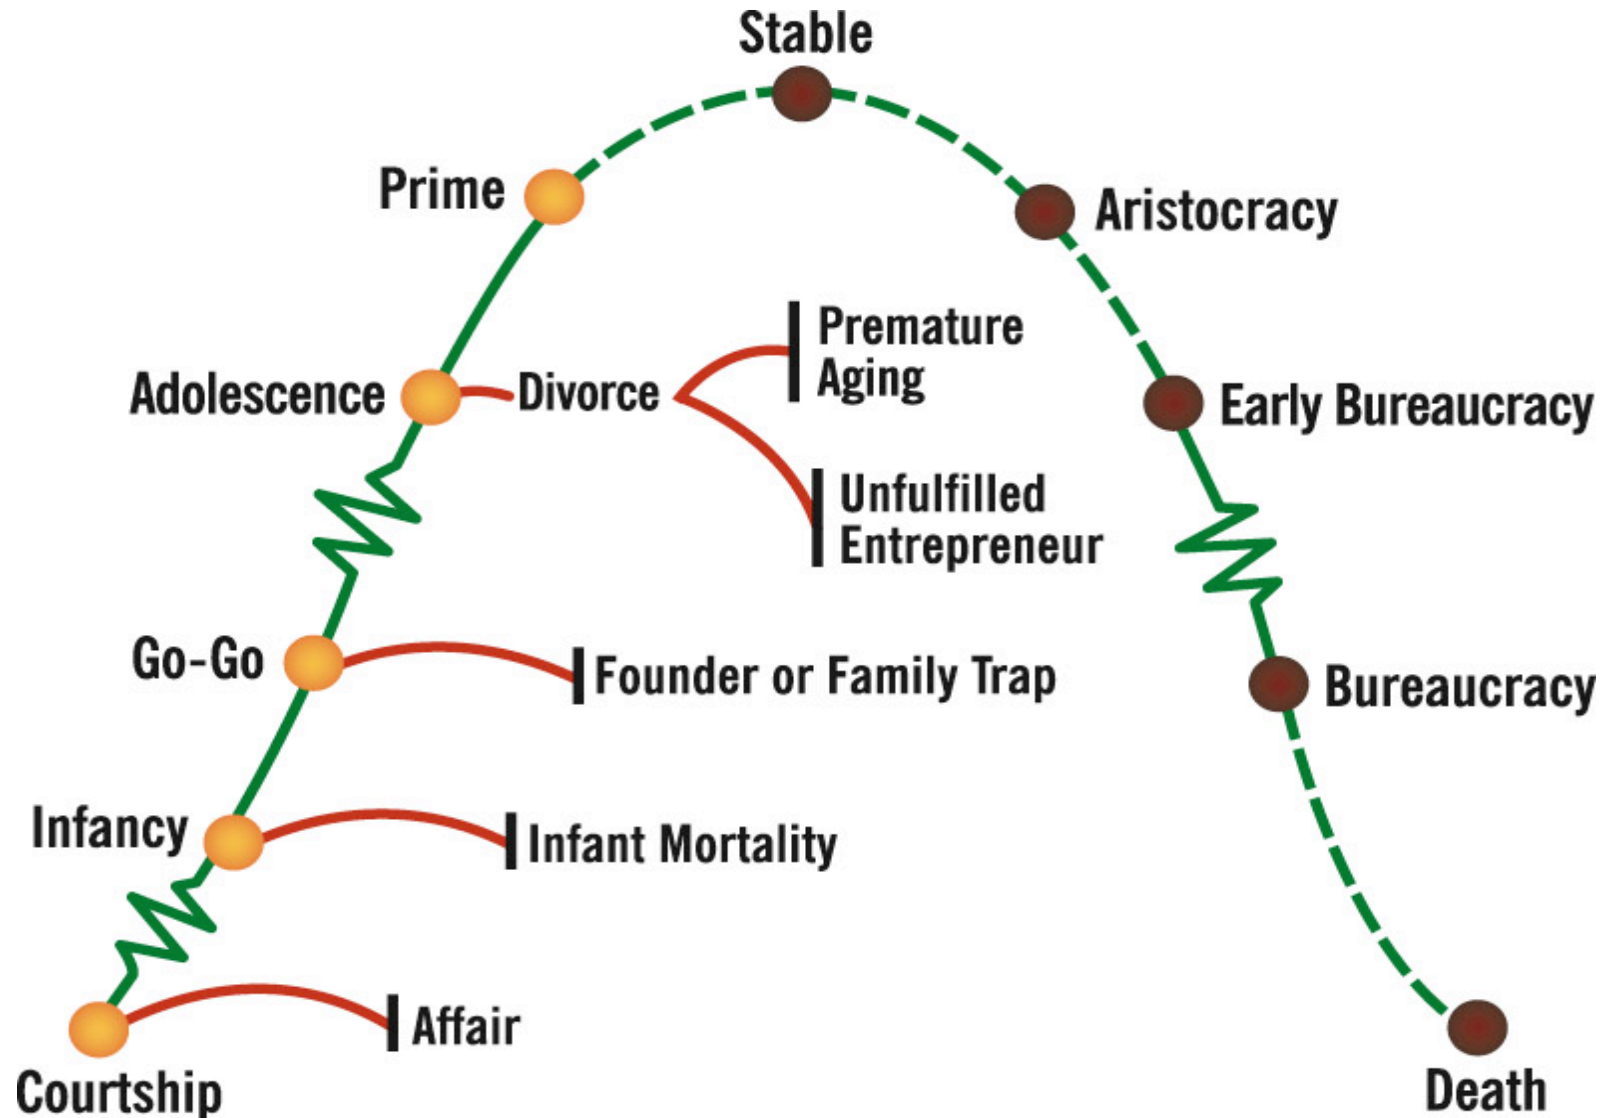 Stable
Prime
Aristocracy
Premature
Aging
Adolescence
Divorce
Early Bureaucracy
Unfulfilled
Entrepreneur
Go-Go
Founder or Family Trap
Bureaucracy
Infancy
Infant Mortality
Affair
Courtship
Death